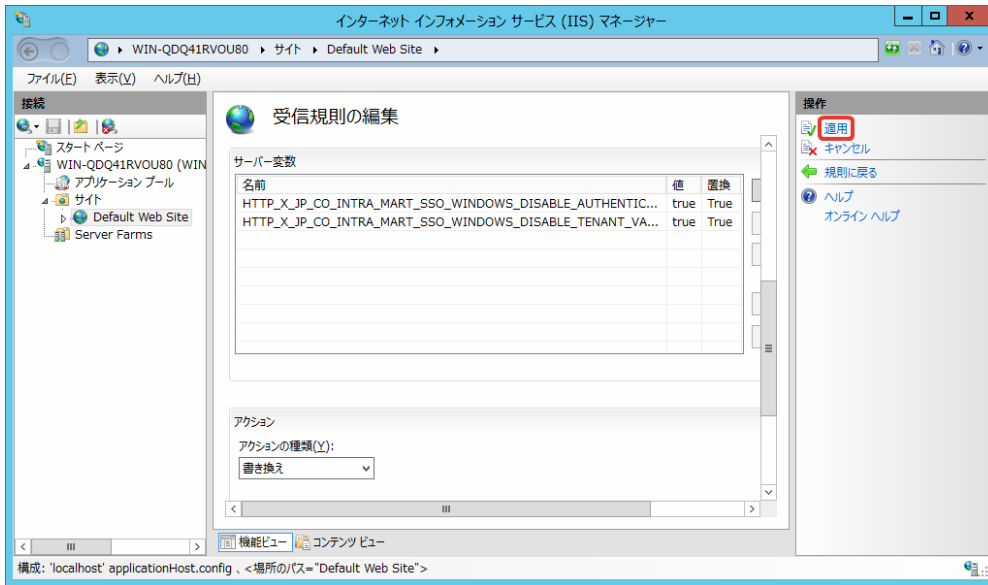 インターネット インフォメーション サービス (IIS) マネージャー
WIN-QDQ41RVOU80 サイト Default Web Site
ファイル(F) 表示(V) ヘルプ(H)
接続
スタート ページ
WIN-QDQ41RVOU80 (WIN
アプリケーション プール
サイト
Default Web Site
Server Farms
受信規則の編集
サーバー変数
名前 値 置換
HTTP_X_JP_CO_INTRA_MART_SSO_WINDOWS_DISABLE_AUTHENTIC... true True
HTTP_X_JP_CO_INTRA_MART_SSO_WINDOWS_DISABLE_TENANT_VA... true True
アクション
アクションの種類(Y):
書き換え
機能ビュー コンテンツ ビュー
操作
適用
キャンセル
規則に戻る
ヘルプ
オンライン ヘルプ
構成: 'localhost' applicationHost.config 、<場所のパス="Default Web Site">